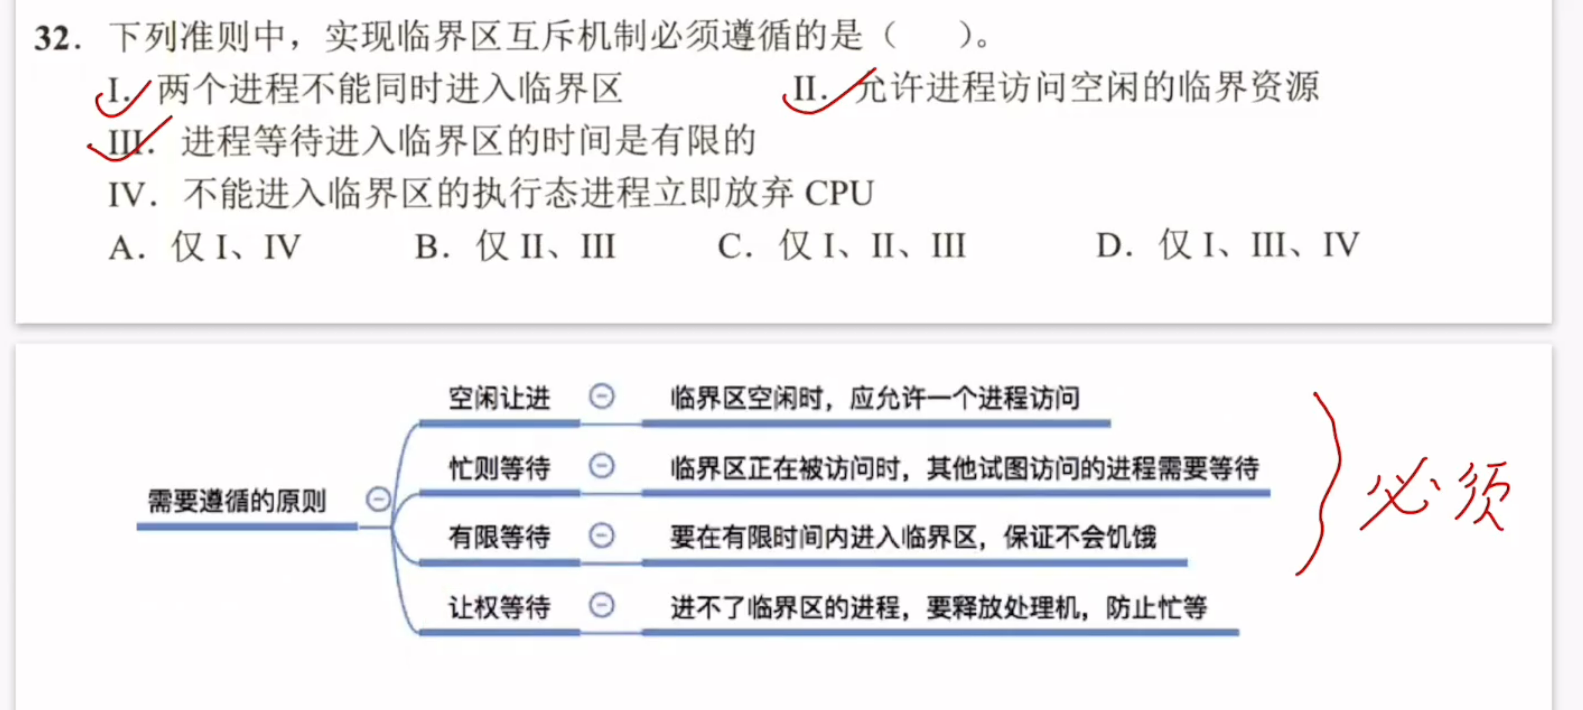 32. 下列准则中，实现临界区互斥机制必须遵循的是（  ）。
I. 两个进程不能同时进入临界区 II. 允许进程访问空闲的临界资源
III. 进程等待进入临界区的时间是有限的
IV. 不能进入临界区的执行态进程立即放弃 CPU
A. 仅 I、IV B. 仅 II、III C. 仅 I、II、III D. 仅 I、III、IV
需要遵循的原则
空闲让进 临界区空闲时，应允许一个进程访问
忙则等待 临界区正在被访问时，其他试图访问的进程需要等待
有限等待 要在有限时间内进入临界区，保证不会饥饿
让权等待 进不了临界区的进程，要释放处理机，防止忙等
必须